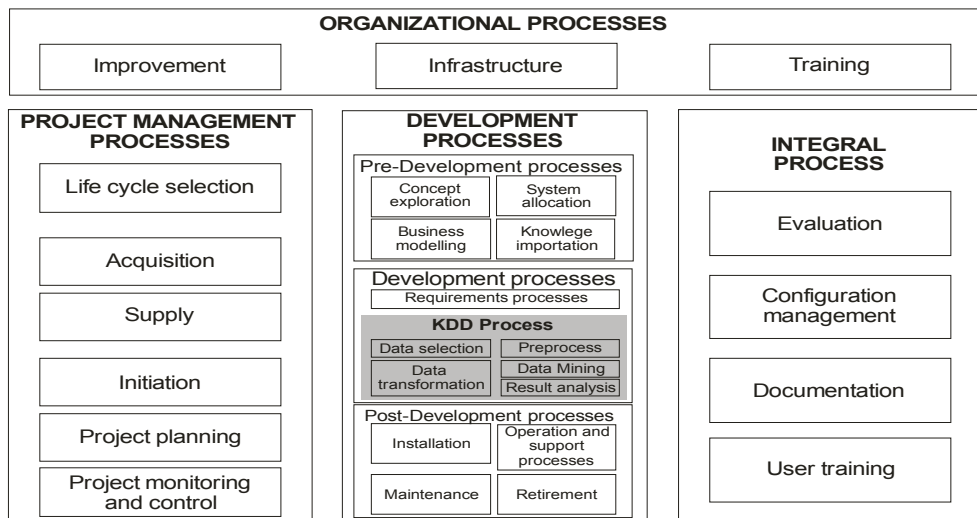 ORGANIZATIONAL PROCESSES
Improvement
Infrastructure
Training
PROJECT MANAGEMENT
PROCESSES
Life cycle selection
Acquisition
Supply
Initiation
Project planning
Project monitoring
and control
DEVELOPMENT
PROCESSES
Pre-Development processes
Concept
exploration
System
allocation
Business
modelling
Knowlege
importation
Development processes
Requirements processes
KDD Process
Data selection
Preprocess
Data
transformation
Data Mining
Result analysis
Post-Development processes
Installation
Operation and
support
processes
Maintenance
Retirement
INTEGRAL
PROCESS
Evaluation
Configuration
management
Documentation
User training